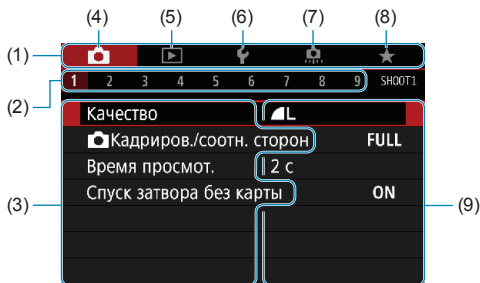 (4) (5) (6) (7) (8)
(1)
(2) 1 2 3 4 5 6 7 8 9 SHOOT1
Качество L
Кадриров./соотн. сторон FULL
Время просмот. 2 с
(3) Спуск затвора без карты ON (9)